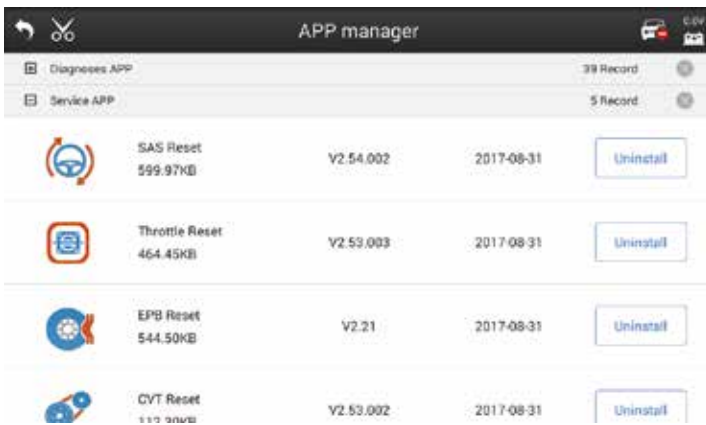 APP manager
0.0V
Diagnoses APP 39 Record
Service APP 5 Record
SAS Reset
599.97KB
V2.54.002 2017-08-31 Uninstall
Throttle Reset
464.45KB
V2.53.003 2017-08-31 Uninstall
EPB Reset
544.50KB
V2.21 2017-08-31 Uninstall
CVT Reset
V2.53.002 2017-08-31 Uninstall